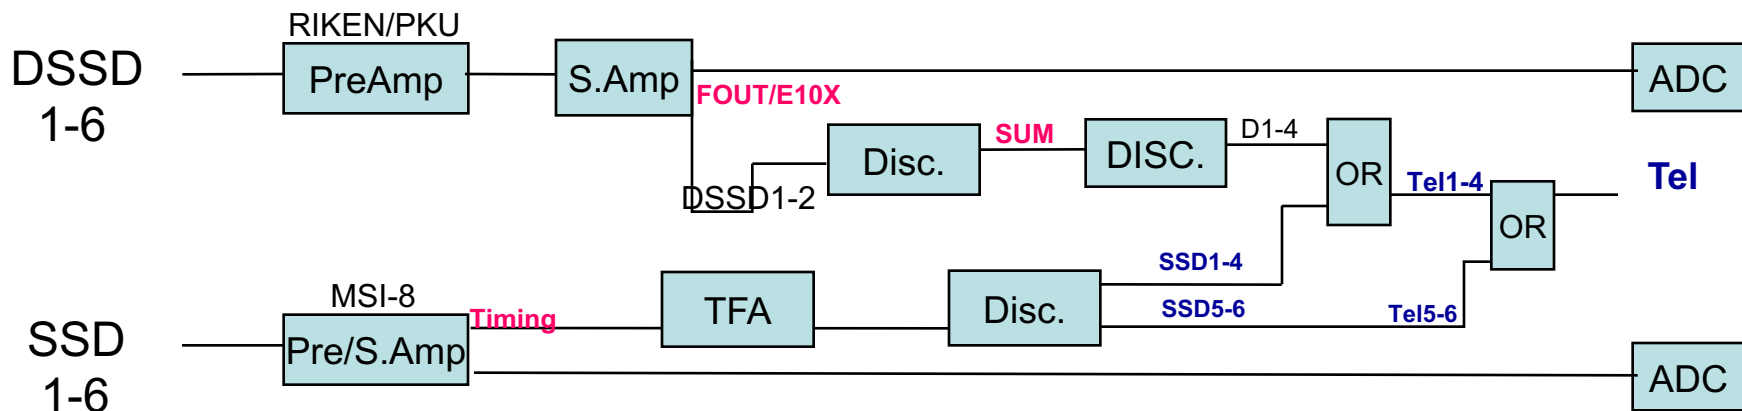 RIKEN/PKU
DSSD
1-6
PreAmp
S.Amp
ADC
FOUT/E10X
Disc.
SUM
DISC.
D1-4
OR
Tel1-4
Tel
DSSD1-2
OR
SSD1-4
MSI-8
Timing
TFA
Disc.
SSD5-6
Tel5-6
SSD
1-6
Pre/S.Amp
ADC